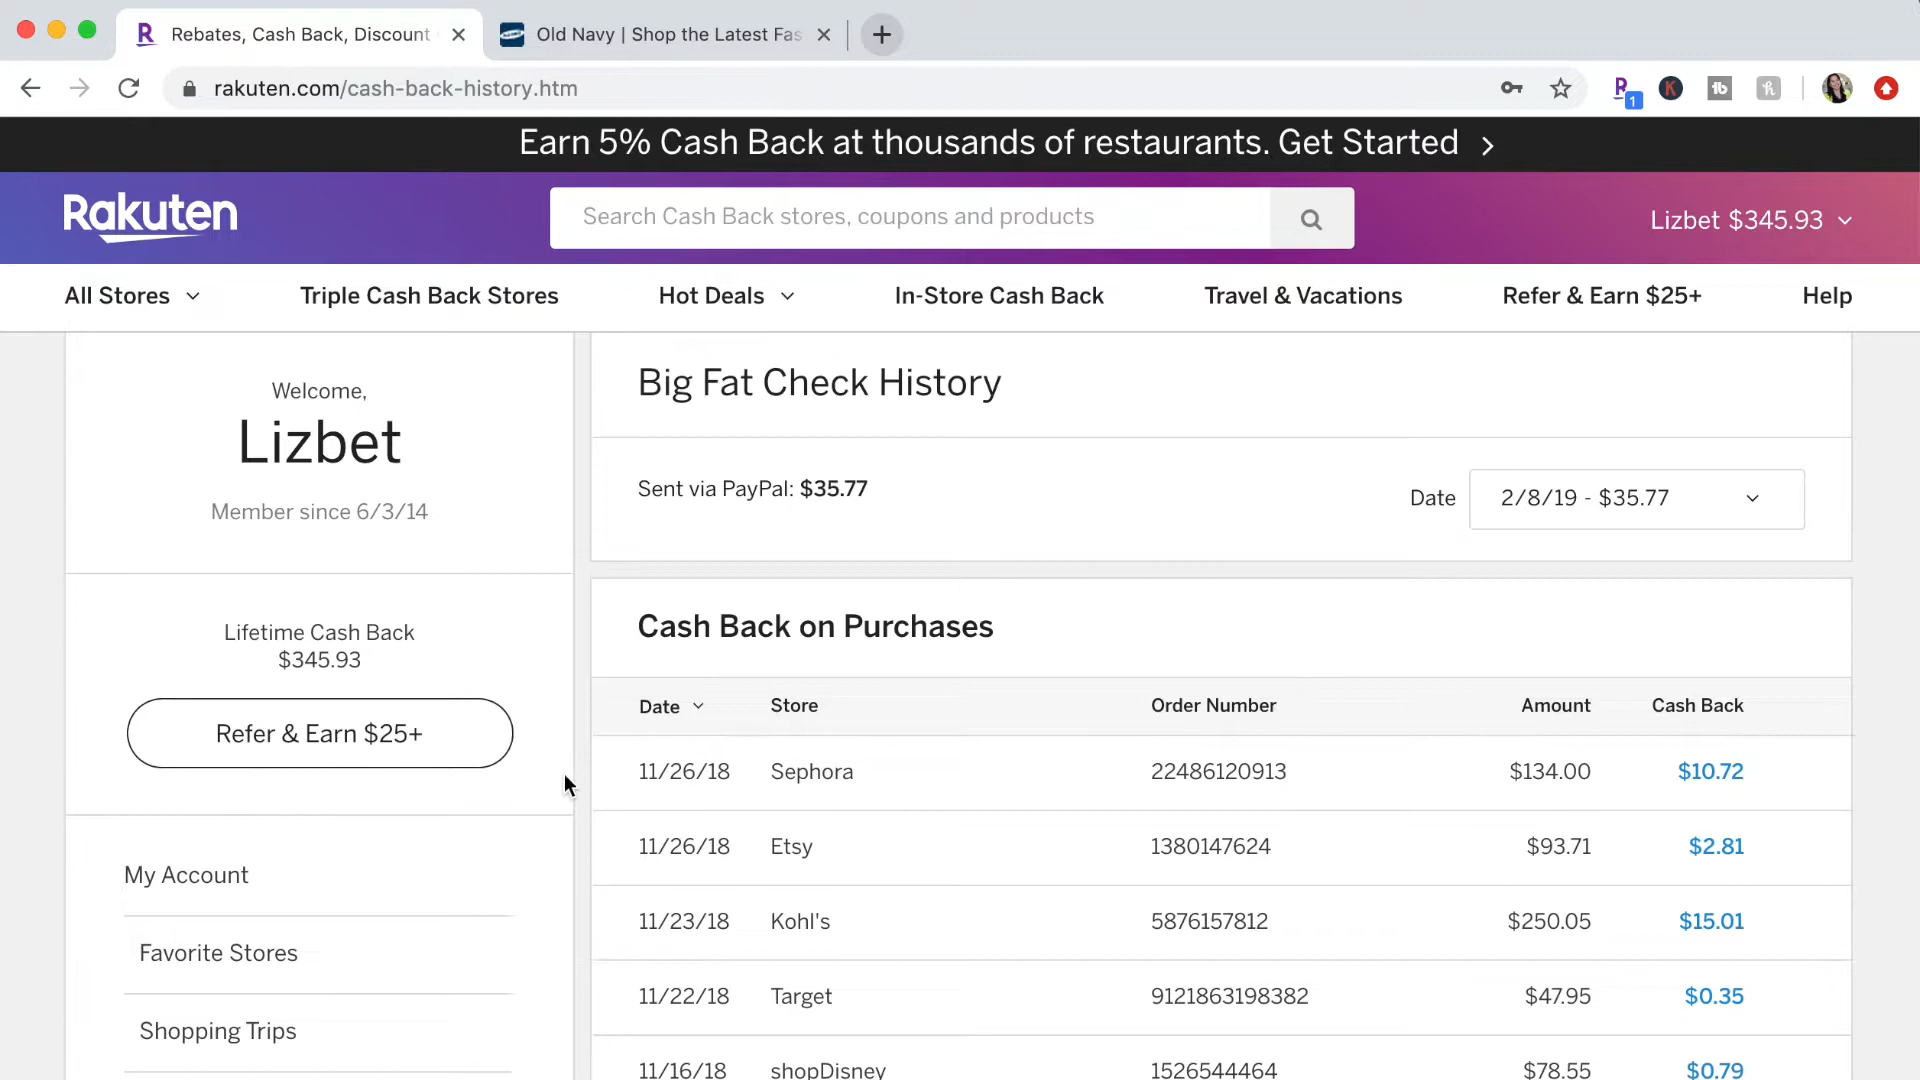 Rebates, Cash Back, Discount
Old Navy | Shop the Latest Fas
rakuten.com/cash-back-history.htm
R 1 K tb h
Earn 5% Cash Back at thousands of restaurants. Get Started
Rakuten
Search Cash Back stores, coupons and products
Lizbet $345.93
All Stores Triple Cash Back Stores Hot Deals In-Store Cash Back Travel & Vacations Refer & Earn $25+ Help
Welcome,
Lizbet
Member since 6/3/14
Lifetime Cash Back
$345.93
Refer & Earn $25+
My Account
Favorite Stores
Shopping Trips
Big Fat Check History
Sent via PayPal: $35.77
Date 2/8/19 - $35.77
Cash Back on Purchases
Date Store Order Number Amount Cash Back
11/26/18 Sephora 22486120913 $134.00 $10.72
11/26/18 Etsy 1380147624 $93.71 $2.81
11/23/18 Kohl's 5876157812 $250.05 $15.01
11/22/18 Target 9121863198382 $47.95 $0.35
11/16/18 shopDisney 1526544464 $78.55 $0.79